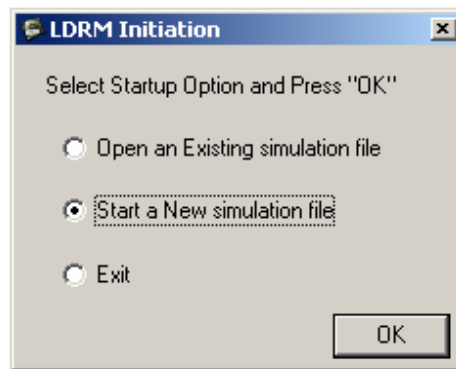 LDRM Initiation
Select Startup Option and Press "OK"
Open an Existing simulation file
Start a New simulation file
Exit
OK